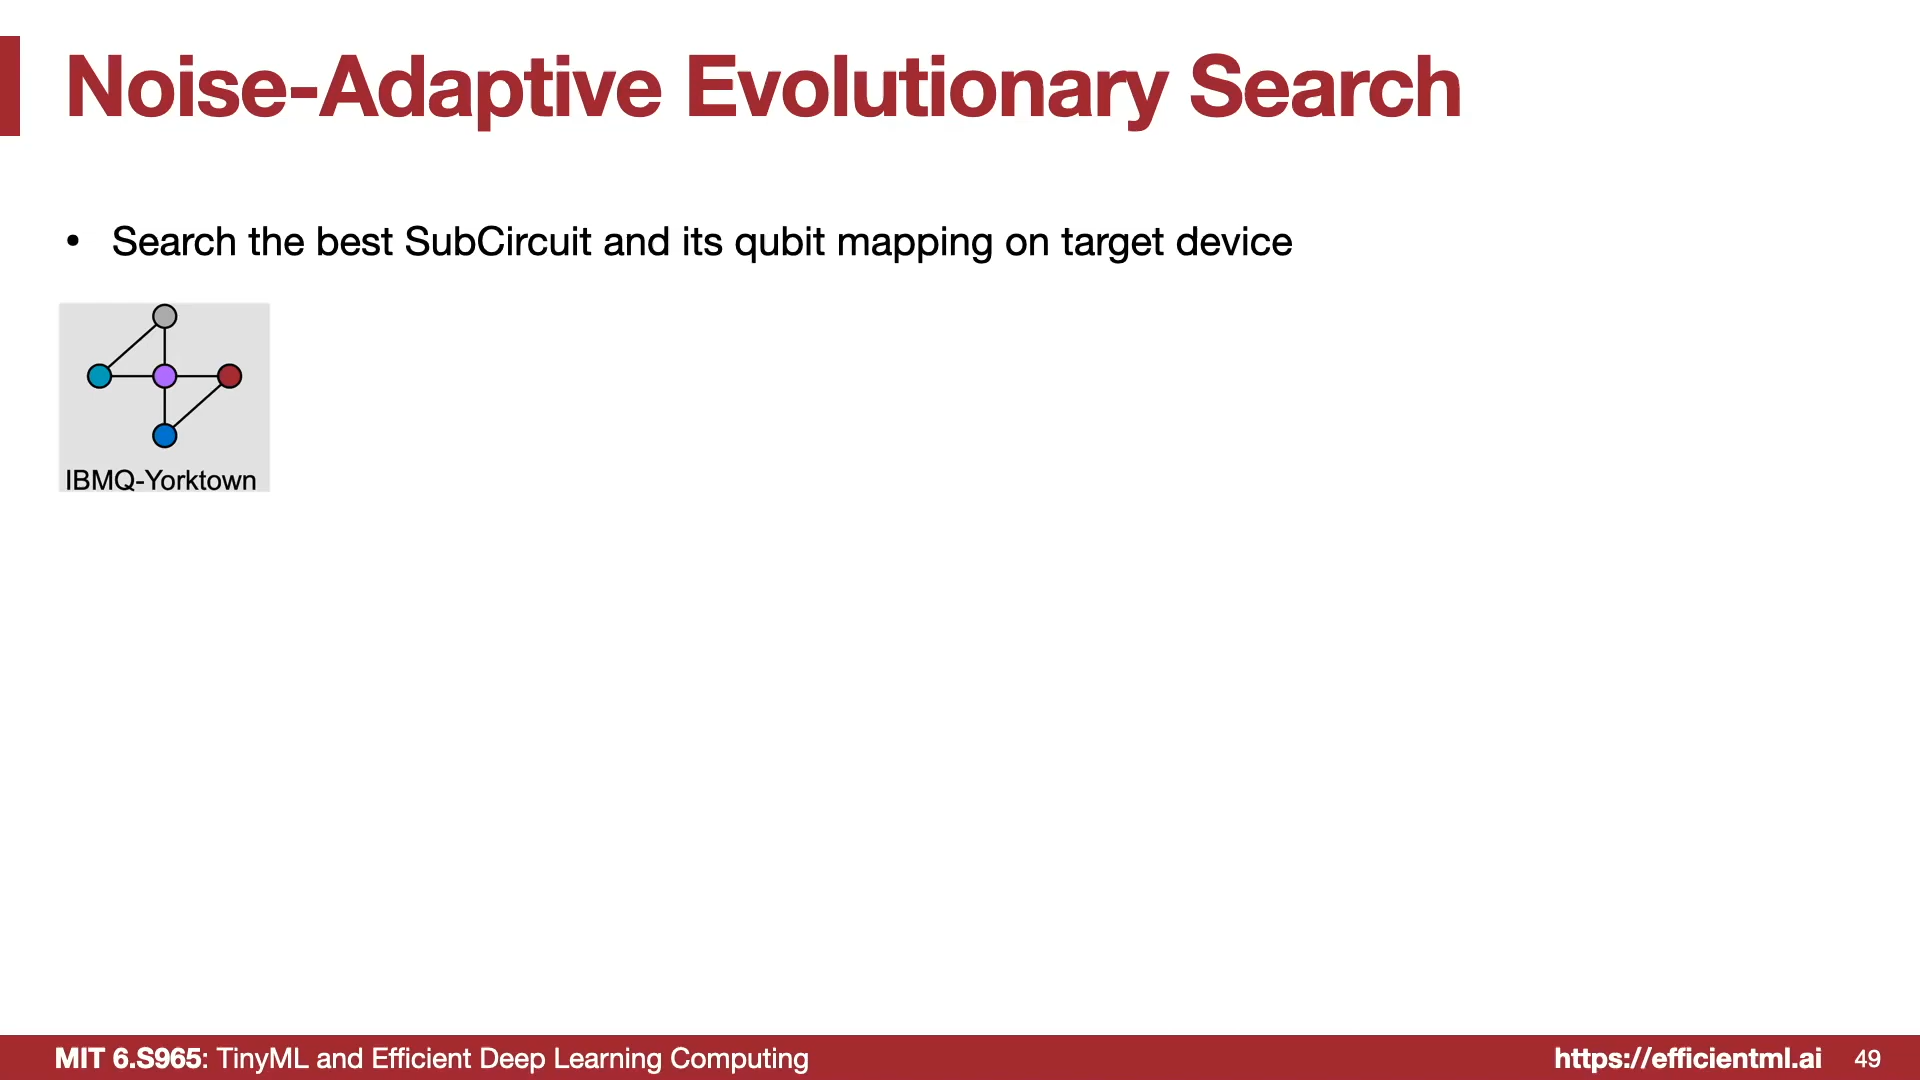 Noise-Adaptive Evolutionary Search
• Search the best SubCircuit and its qubit mapping on target device
IBMQ-Yorktown
MIT 6.S965: TinyML and Efficient Deep Learning Computing
https://efficientml.ai 49